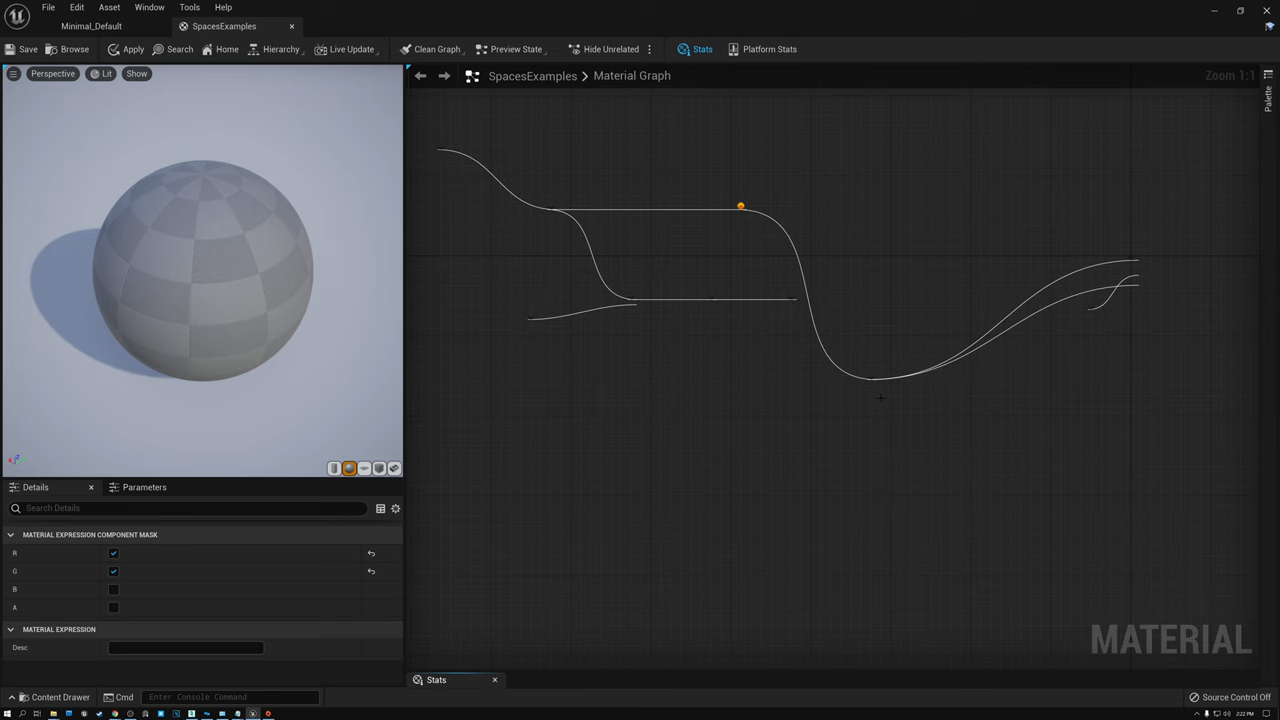 File Edit Asset Window Tools Help
Minimal_Default SpacesExamples
Save Browse Apply Search Home Hierarchy Live Update Clean Graph Preview State Hide Unrelated Stats Platform Stats
Perspective Lit Show
SpacesExamples Material Graph Zoom 1:1
Palette
Details Parameters
Search Details
MATERIAL EXPRESSION COMPONENT MASK
R
G
B
A
MATERIAL EXPRESSION
Desc
MATERIAL
Stats
Content Drawer Cmd Enter Console Command Source Control Off
2:22 PM